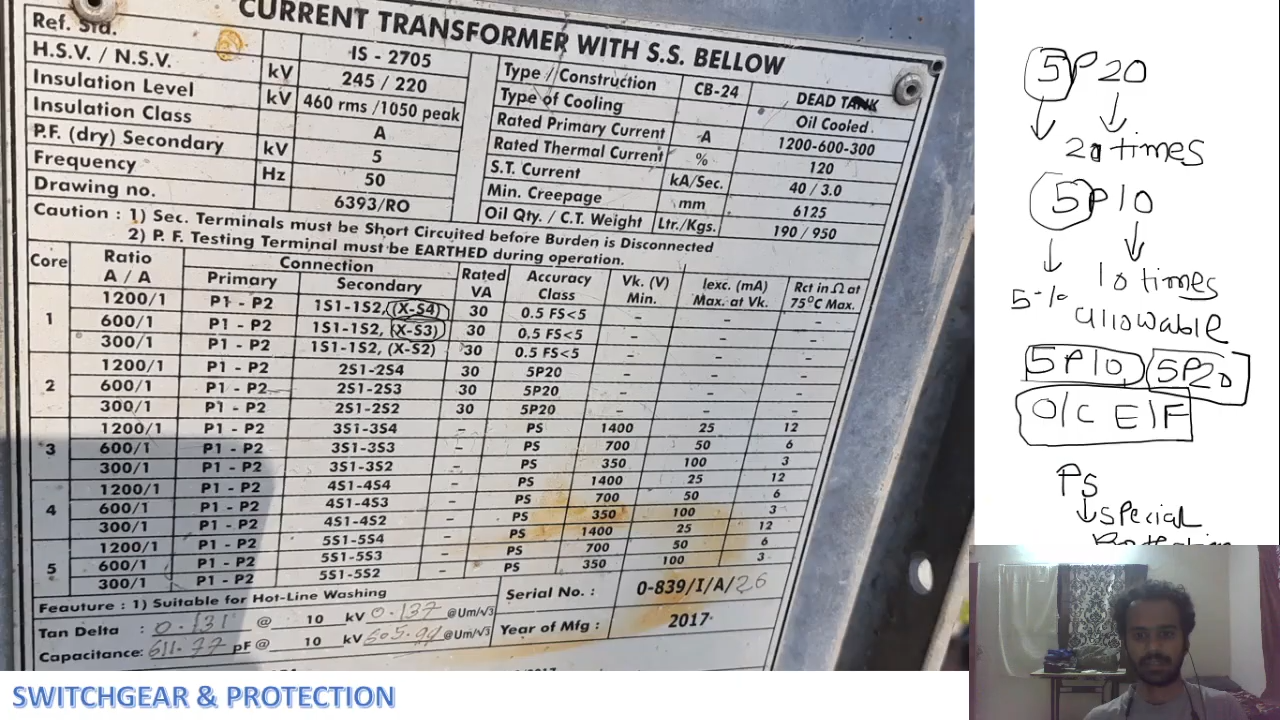 CURRENT TRANSFORMER WITH S.S. BELLOW
Ref. Std. IS - 2705
H.S.V. / N.S.V. kV 245 / 220
Insulation Level kV 460 rms /1050 peak
Insulation Class A
P.F. (dry) Secondary kV 5
Frequency Hz 50
Drawing no. 6393/RO
Type / Construction CB-24 DEAD TANK
Type of Cooling Oil Cooled
Rated Primary Current A 1200-600-300
Rated Thermal Current % 120
S.T. Current kA/Sec. 40 / 3.0
Min. Creepage mm 6125
Oil Qty. / C.T. Weight Ltr./Kgs. 190 / 950
Caution : 1) Sec. Terminals must be Short Circuited before Burden is Disconnected
2) P. F. Testing Terminal must be EARTHED during operation.
Core Ratio A / A Connection Primary Secondary Rated VA Accuracy Class Vk. (V) Min. Iexc. (mA) Max. at Vk. Rct in Ω at 75°C Max.
1 1200/1 P1 - P2 1S1-1S2, (X-S4) 30 0.5 FS<5 - - -
600/1 P1 - P2 1S1-1S2, (X-S3) 30 0.5 FS<5 - - -
300/1 P1 - P2 1S1-1S2, (X-S2) 30 0.5 FS<5 - - -
2 1200/1 P1 - P2 2S1-2S4 30 5P20 - - -
600/1 P1 - P2 2S1-2S3 30 5P20 - - -
300/1 P1 - P2 2S1-2S2 30 5P20 - - -
3 1200/1 P1 - P2 3S1-3S4 - PS 1400 25 12
600/1 P1 - P2 3S1-3S3 - PS 700 50 6
300/1 P1 - P2 3S1-3S2 - PS 350 100 3
4 1200/1 P1 - P2 4S1-4S4 - PS 1400 25 12
600/1 P1 - P2 4S1-4S3 - PS 700 50 6
300/1 P1 - P2 4S1-4S2 - PS 350 100 3
5 1200/1 P1 - P2 5S1-5S4 - PS 1400 25 12
600/1 P1 - P2 5S1-5S3 - PS 700 50 6
300/1 P1 - P2 5S1-5S2 - PS 350 100 3
Feauture : 1) Suitable for Hot-Line Washing
Tan Delta : 0.131 @ 10 kV 0.137 @Um/√3
Capacitance: 611.77 pF @ 10 kV @Um/√3
Serial No. : 0-839/I/A/26
Year of Mfg : 2017
5P20
20 times
5P10
10 times
5% allowable
5P10, 5P20
O/C E/F
PS
special
SWITCHGEAR & PROTECTION